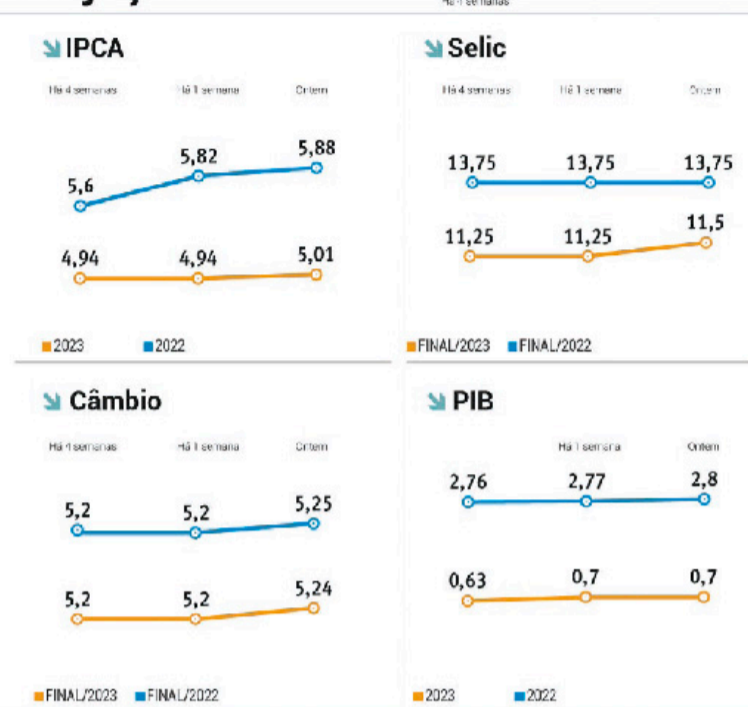 Há 4 semanas
IPCA
Há 4 semanas Há 1 semana Ontem
5,6 5,82 5,88
4,94 4,94 5,01
2023 2022
Selic
Há 4 semanas Há 1 semana Ontem
13,75 13,75 13,75
11,25 11,25 11,5
FINAL/2023 FINAL/2022
Câmbio
Há 4 semanas Há 1 semana Ontem
5,2 5,2 5,25
5,2 5,2 5,24
FINAL/2023 FINAL/2022
PIB
Há 1 semana Ontem
2,76 2,77 2,8
0,63 0,7 0,7
2023 2022